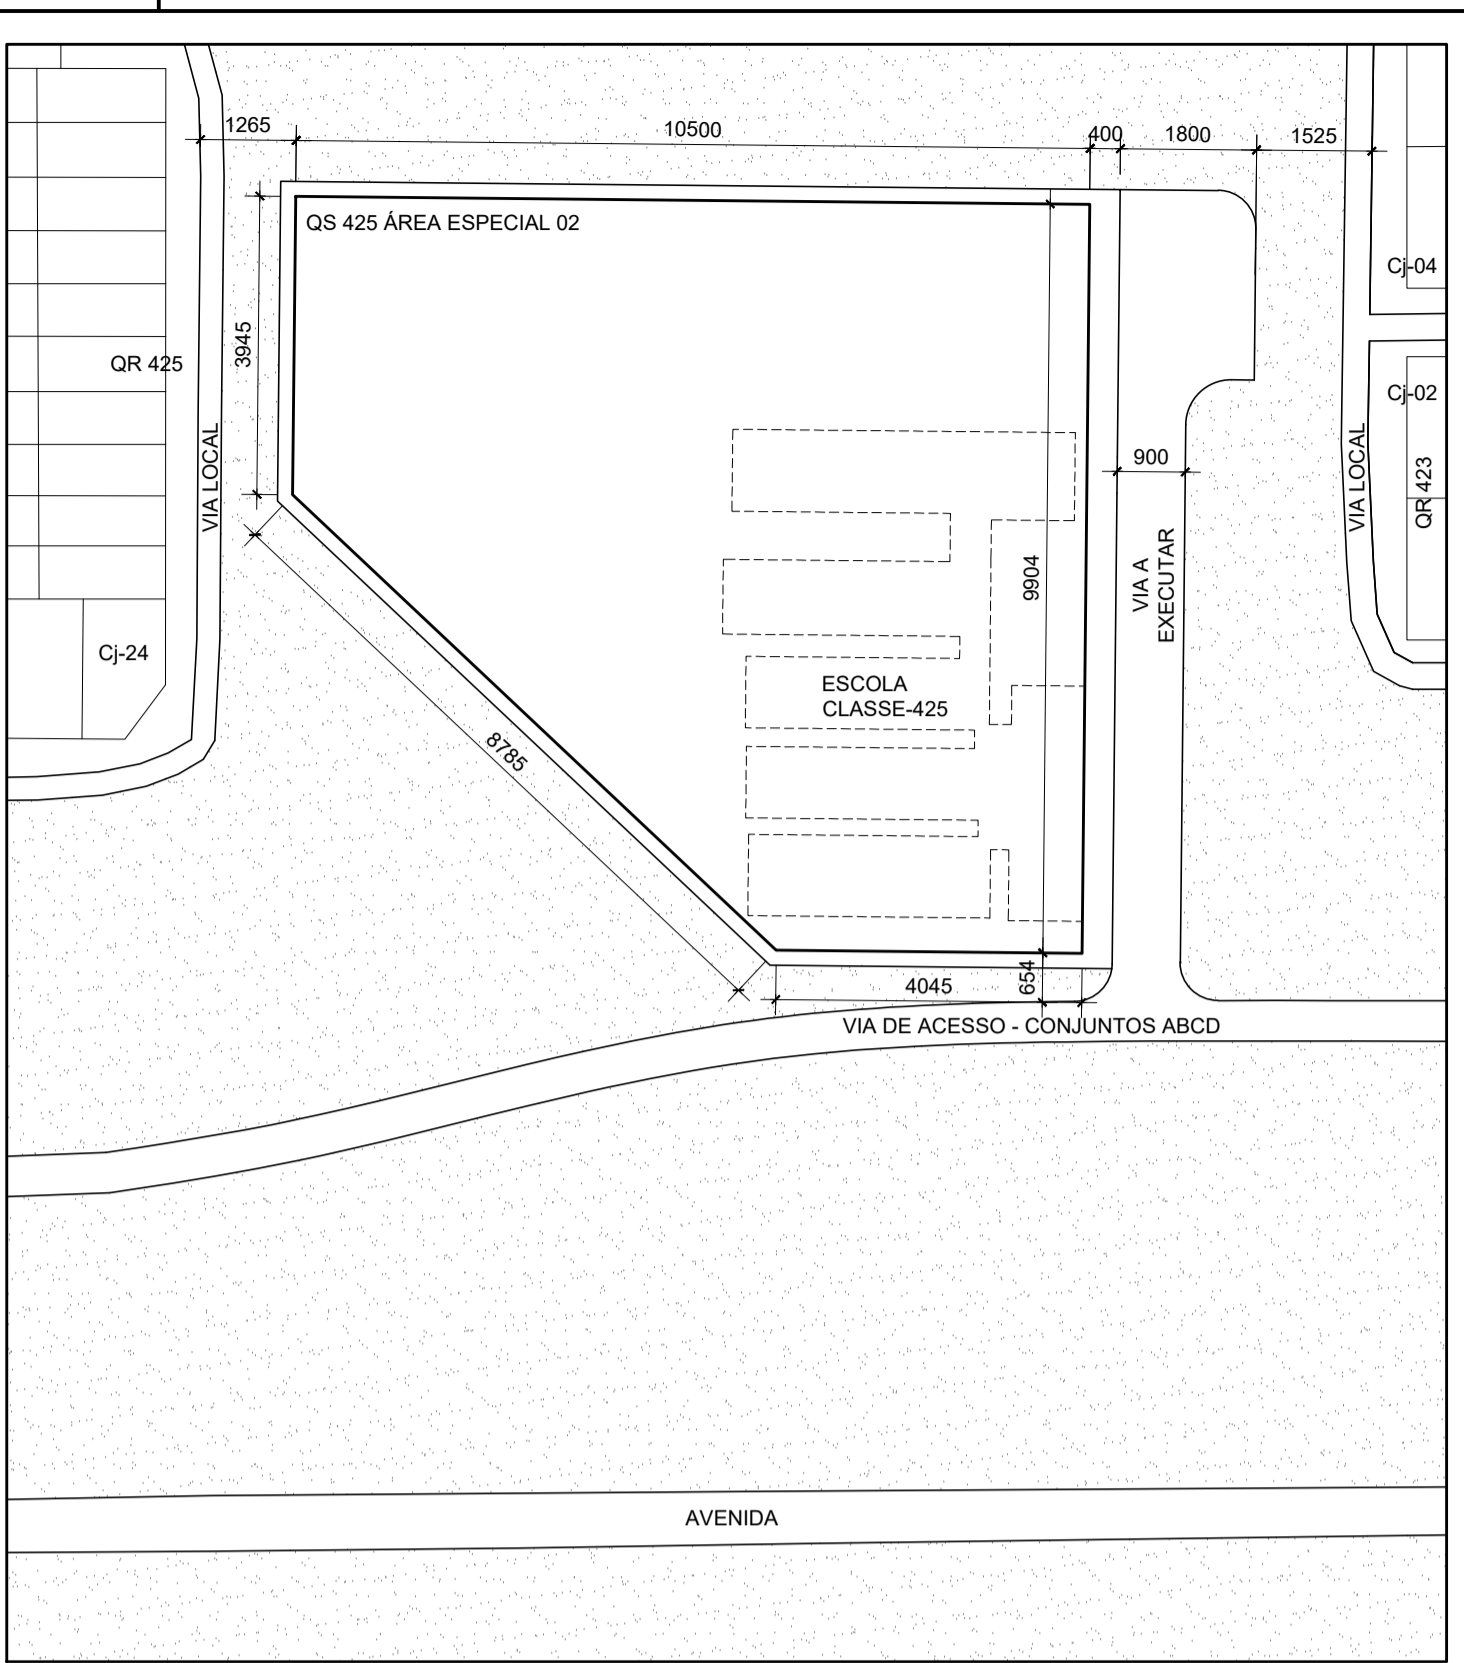 1265
10500
400
1800
1525
QS 425 ÁREA ESPECIAL 02
Cj-04
3945
QR 425
Cj-02
VIA LOCAL
VIA LOCAL
900
QR 423
9904
VIA A
EXECUTAR
Cj-24
ESCOLA
CLASSE-425
8785
4045
654
VIA DE ACESSO - CONJUNTOS ABCD
AVENIDA